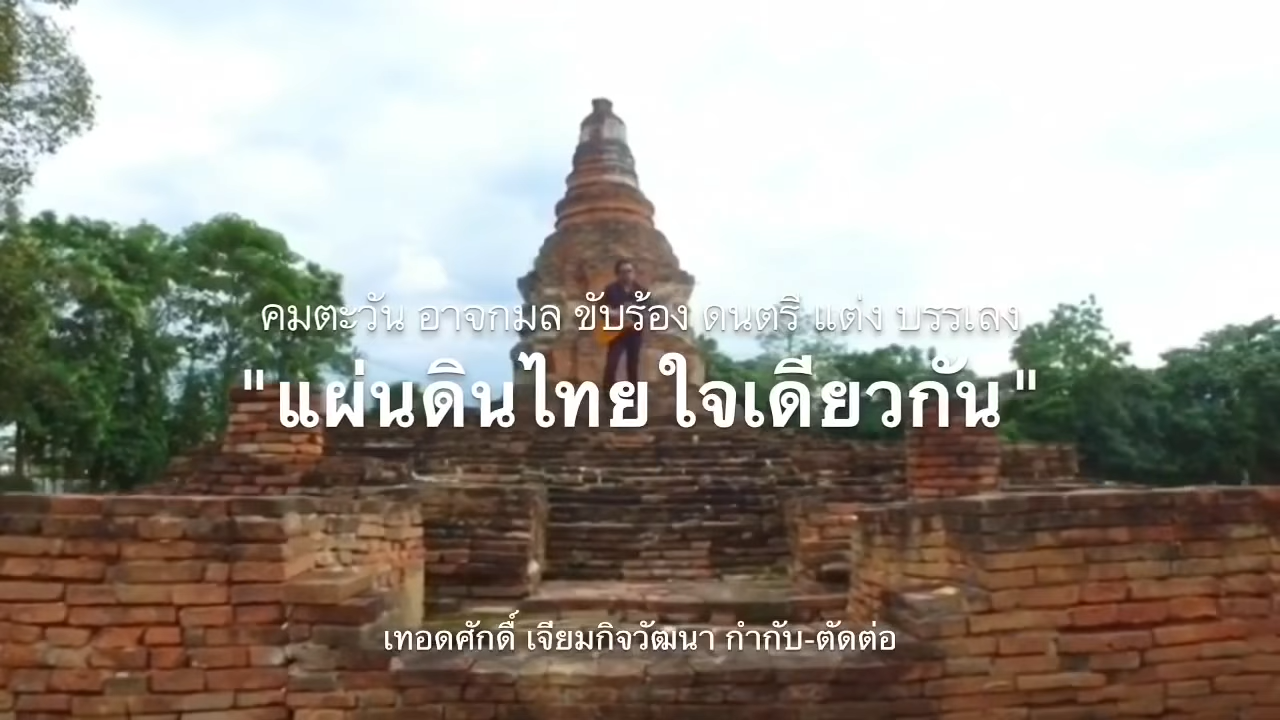 คมตะวัน อาจกมล ขับร้อง ดนตรี แต่ง บรรเลง
"แผ่นดินไทย ใจเดียวกัน"
เทอดศักดิ์ เจียมกิจวัฒนา กำกับ-ตัดต่อ